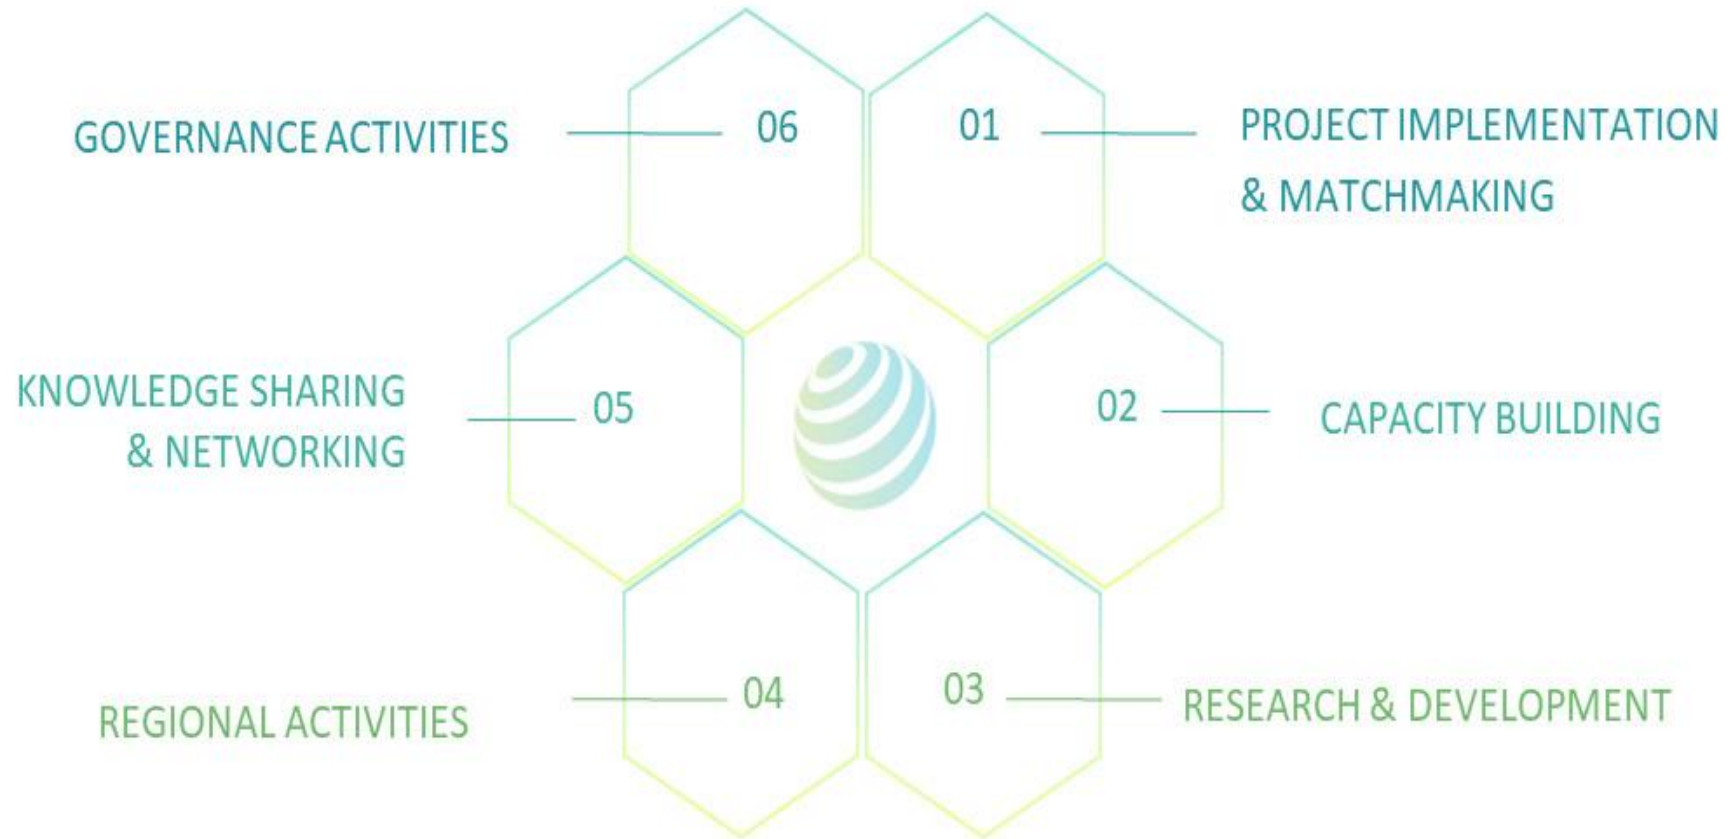 GOVERNANCE ACTIVITIES
06
01
PROJECT IMPLEMENTATION
& MATCHMAKING
KNOWLEDGE SHARING
& NETWORKING
05
02
CAPACITY BUILDING
REGIONAL ACTIVITIES
04
03
RESEARCH & DEVELOPMENT